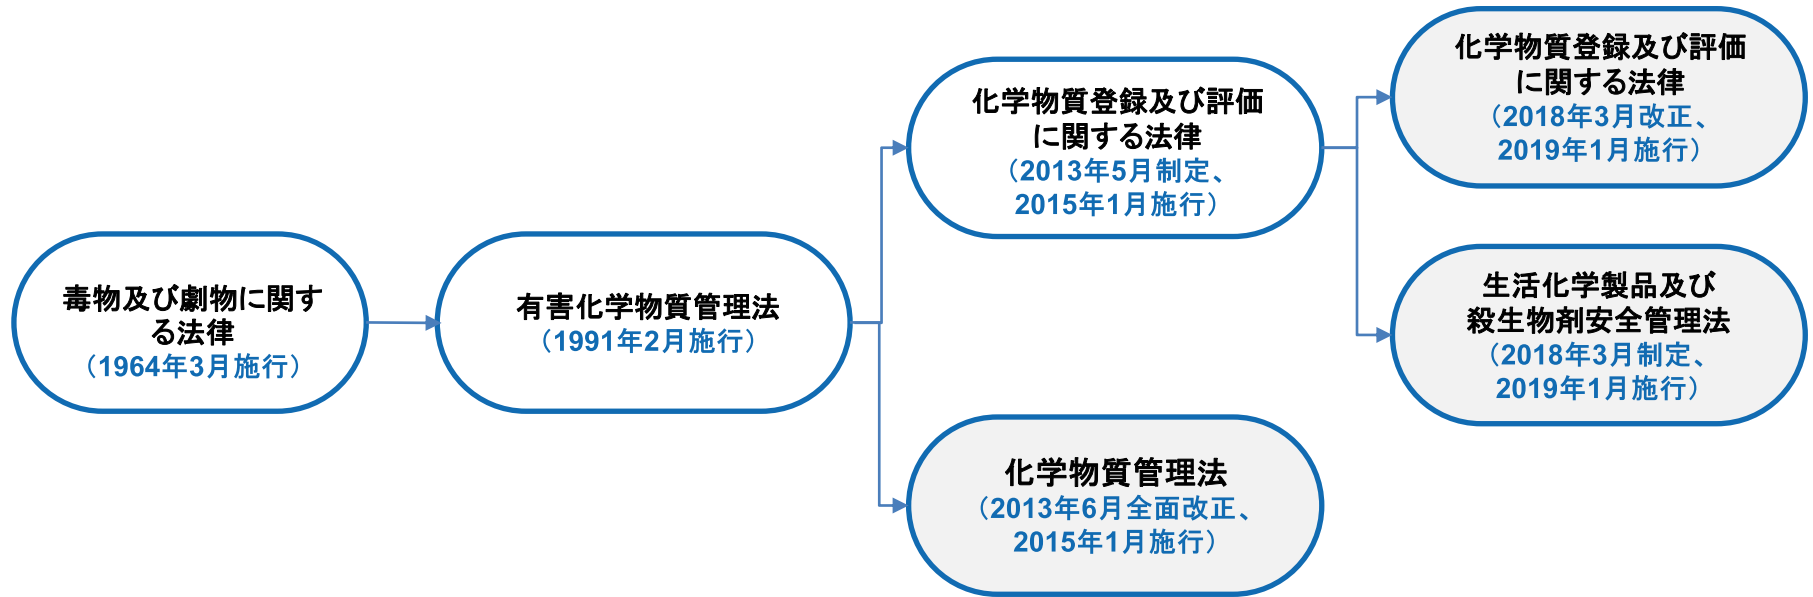 毒物及び劇物に関す
る法律
（1964年3月施行）
有害化学物質管理法
（1991年2月施行）
化学物質登録及び評価
に関する法律
（2013年5月制定、
2015年1月施行）
化学物質管理法
（2013年6月全面改正、
2015年1月施行）
化学物質登録及び評価
に関する法律
（2018年3月改正、
2019年1月施行）
生活化学製品及び
殺生物剤安全管理法
（2018年3月制定、
2019年1月施行）